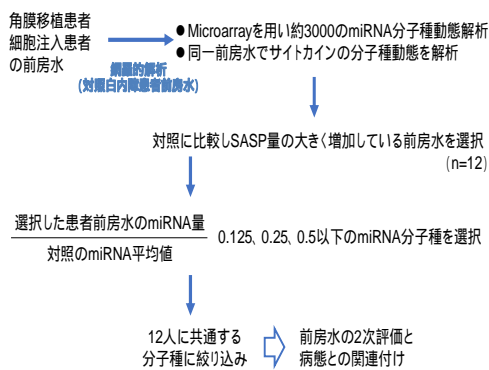 角膜移植患者
細胞注入患者
の前房水
網羅的解析
(対照白内障患者前房水)
●Microarrayを用い約3000のmiRNA分子種動態解析
●同一前房水でサイトカインの分子種動態を解析
対照に比較しSASP量の大きく増加している前房水を選択
(n=12)
選択した患者前房水のmiRNA量
対照のmiRNA平均値
0.125、0.25、0.5以下のmiRNA分子種を選択
12人に共通する
分子種に絞り込み
前房水の2次評価と
病態との関連付け